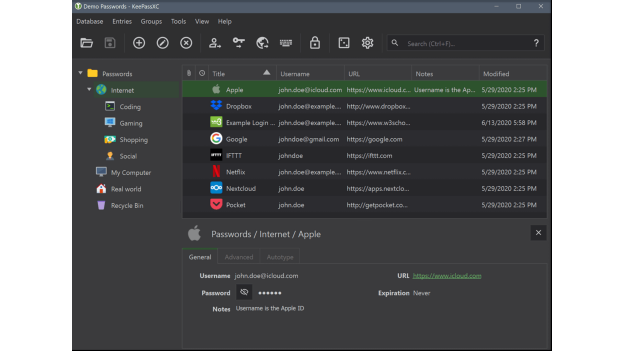 Demo Passwords - KeePassXC
Database Entries Groups Tools View Help
Search (Ctrl+F)... ?
Passwords
Internet
Coding
Gaming
Shopping
Social
My Computer
Real world
Recycle Bin
Title Username URL Notes Modified
Apple john.doe@icloud.com https://www.icloud.c... Username is the Ap... 5/29/2020 2:25 PM
Dropbox john.doe@example.... http://www.dropbox... 5/29/2020 2:25 PM
Example Login ... john.doe@example.... https://www.w3scho... 6/13/2020 5:58 PM
Google johndoe@gmail.com https://google.com 5/29/2020 2:27 PM
IFTTT johndoe https://ifttt.com 5/29/2020 2:25 PM
Netflix john.doe@example.... https://www.netflix.c... 5/29/2020 2:25 PM
Nextcloud john.doe https://apps.nextclo... 5/29/2020 2:25 PM
Pocket john.doe http://getpocket.co... 5/29/2020 2:25 PM
Passwords / Internet / Apple
General Advanced Autotype
Username john.doe@icloud.com URL https://www.icloud.com
Password •••••• Expiration Never
Notes Username is the Apple ID